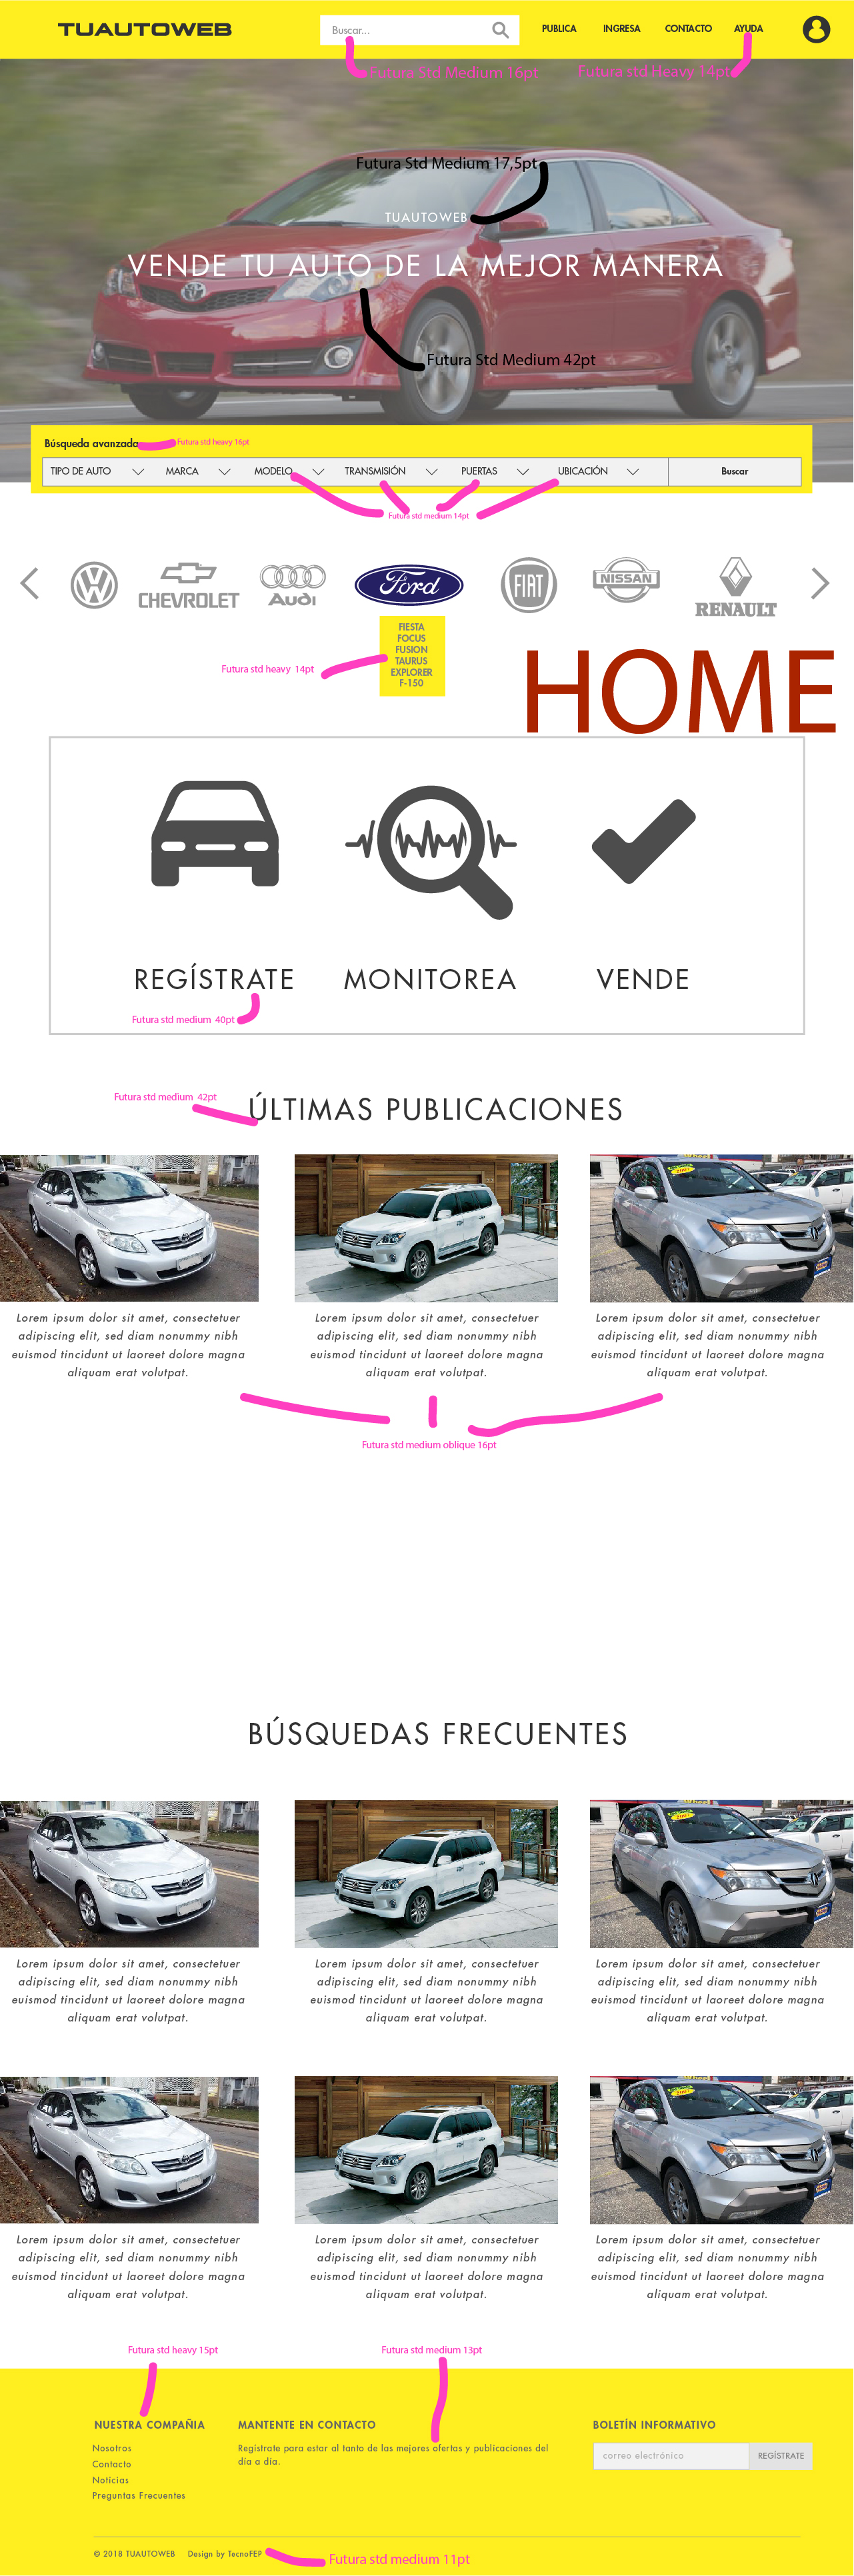 TUAUTOWEB
Buscar...
PUBLICA
INGRESA
CONTACTO
AYUDA
Futura Std Medium 16pt
Futura std Heavy 14pt
Futura Std Medium 17,5pt
TUAUTOWEB
VENDE TU AUTO DE LA MEJOR MANERA
Futura Std Medium 42pt
Búsqueda avanzada
Futura std heavy 16pt
TIPO DE AUTO
MARCA
MODELO
TRANSMISIÓN
PUERTAS
UBICACIÓN
Buscar
Futura std medium 14pt
CHEVROLET
Audi
Ford
FIAT
NISSAN
RENAULT
FIESTA
FOCUS
FUSION
TAURUS
EXPLORER
F-150
Futura std heavy 14pt
HOME
REGÍSTRATE
MONITOREA
VENDE
Futura std medium 40pt
Futura std medium 42pt
ÚLTIMAS PUBLICACIONES
Lorem ipsum dolor sit amet, consectetuer
adipiscing elit, sed diam nonummy nibh
euismod tincidunt ut laoreet dolore magna
aliquam erat volutpat.
Lorem ipsum dolor sit amet, consectetuer
adipiscing elit, sed diam nonummy nibh
euismod tincidunt ut laoreet dolore magna
aliquam erat volutpat.
Lorem ipsum dolor sit amet, consectetuer
adipiscing elit, sed diam nonummy nibh
euismod tincidunt ut laoreet dolore magna
aliquam erat volutpat.
Futura std medium oblique 16pt
BÚSQUEDAS FRECUENTES
Lorem ipsum dolor sit amet, consectetuer
adipiscing elit, sed diam nonummy nibh
euismod tincidunt ut laoreet dolore magna
aliquam erat volutpat.
Lorem ipsum dolor sit amet, consectetuer
adipiscing elit, sed diam nonummy nibh
euismod tincidunt ut laoreet dolore magna
aliquam erat volutpat.
Lorem ipsum dolor sit amet, consectetuer
adipiscing elit, sed diam nonummy nibh
euismod tincidunt ut laoreet dolore magna
aliquam erat volutpat.
Lorem ipsum dolor sit amet, consectetuer
adipiscing elit, sed diam nonummy nibh
euismod tincidunt ut laoreet dolore magna
aliquam erat volutpat.
Lorem ipsum dolor sit amet, consectetuer
adipiscing elit, sed diam nonummy nibh
euismod tincidunt ut laoreet dolore magna
aliquam erat volutpat.
Lorem ipsum dolor sit amet, consectetuer
adipiscing elit, sed diam nonummy nibh
euismod tincidunt ut laoreet dolore magna
aliquam erat volutpat.
Futura std heavy 15pt
Futura std medium 13pt
NUESTRA COMPAÑIA
Nosotros
Contacto
Noticias
Preguntas Frecuentes
MANTENTE EN CONTACTO
Regístrate para estar al tanto de las mejores ofertas y publicaciones del
día a día.
BOLETÍN INFORMATIVO
correo electrónico
REGÍSTRATE
© 2018 TUAUTOWEB
Design by TecnoFEP
Futura std medium 11pt